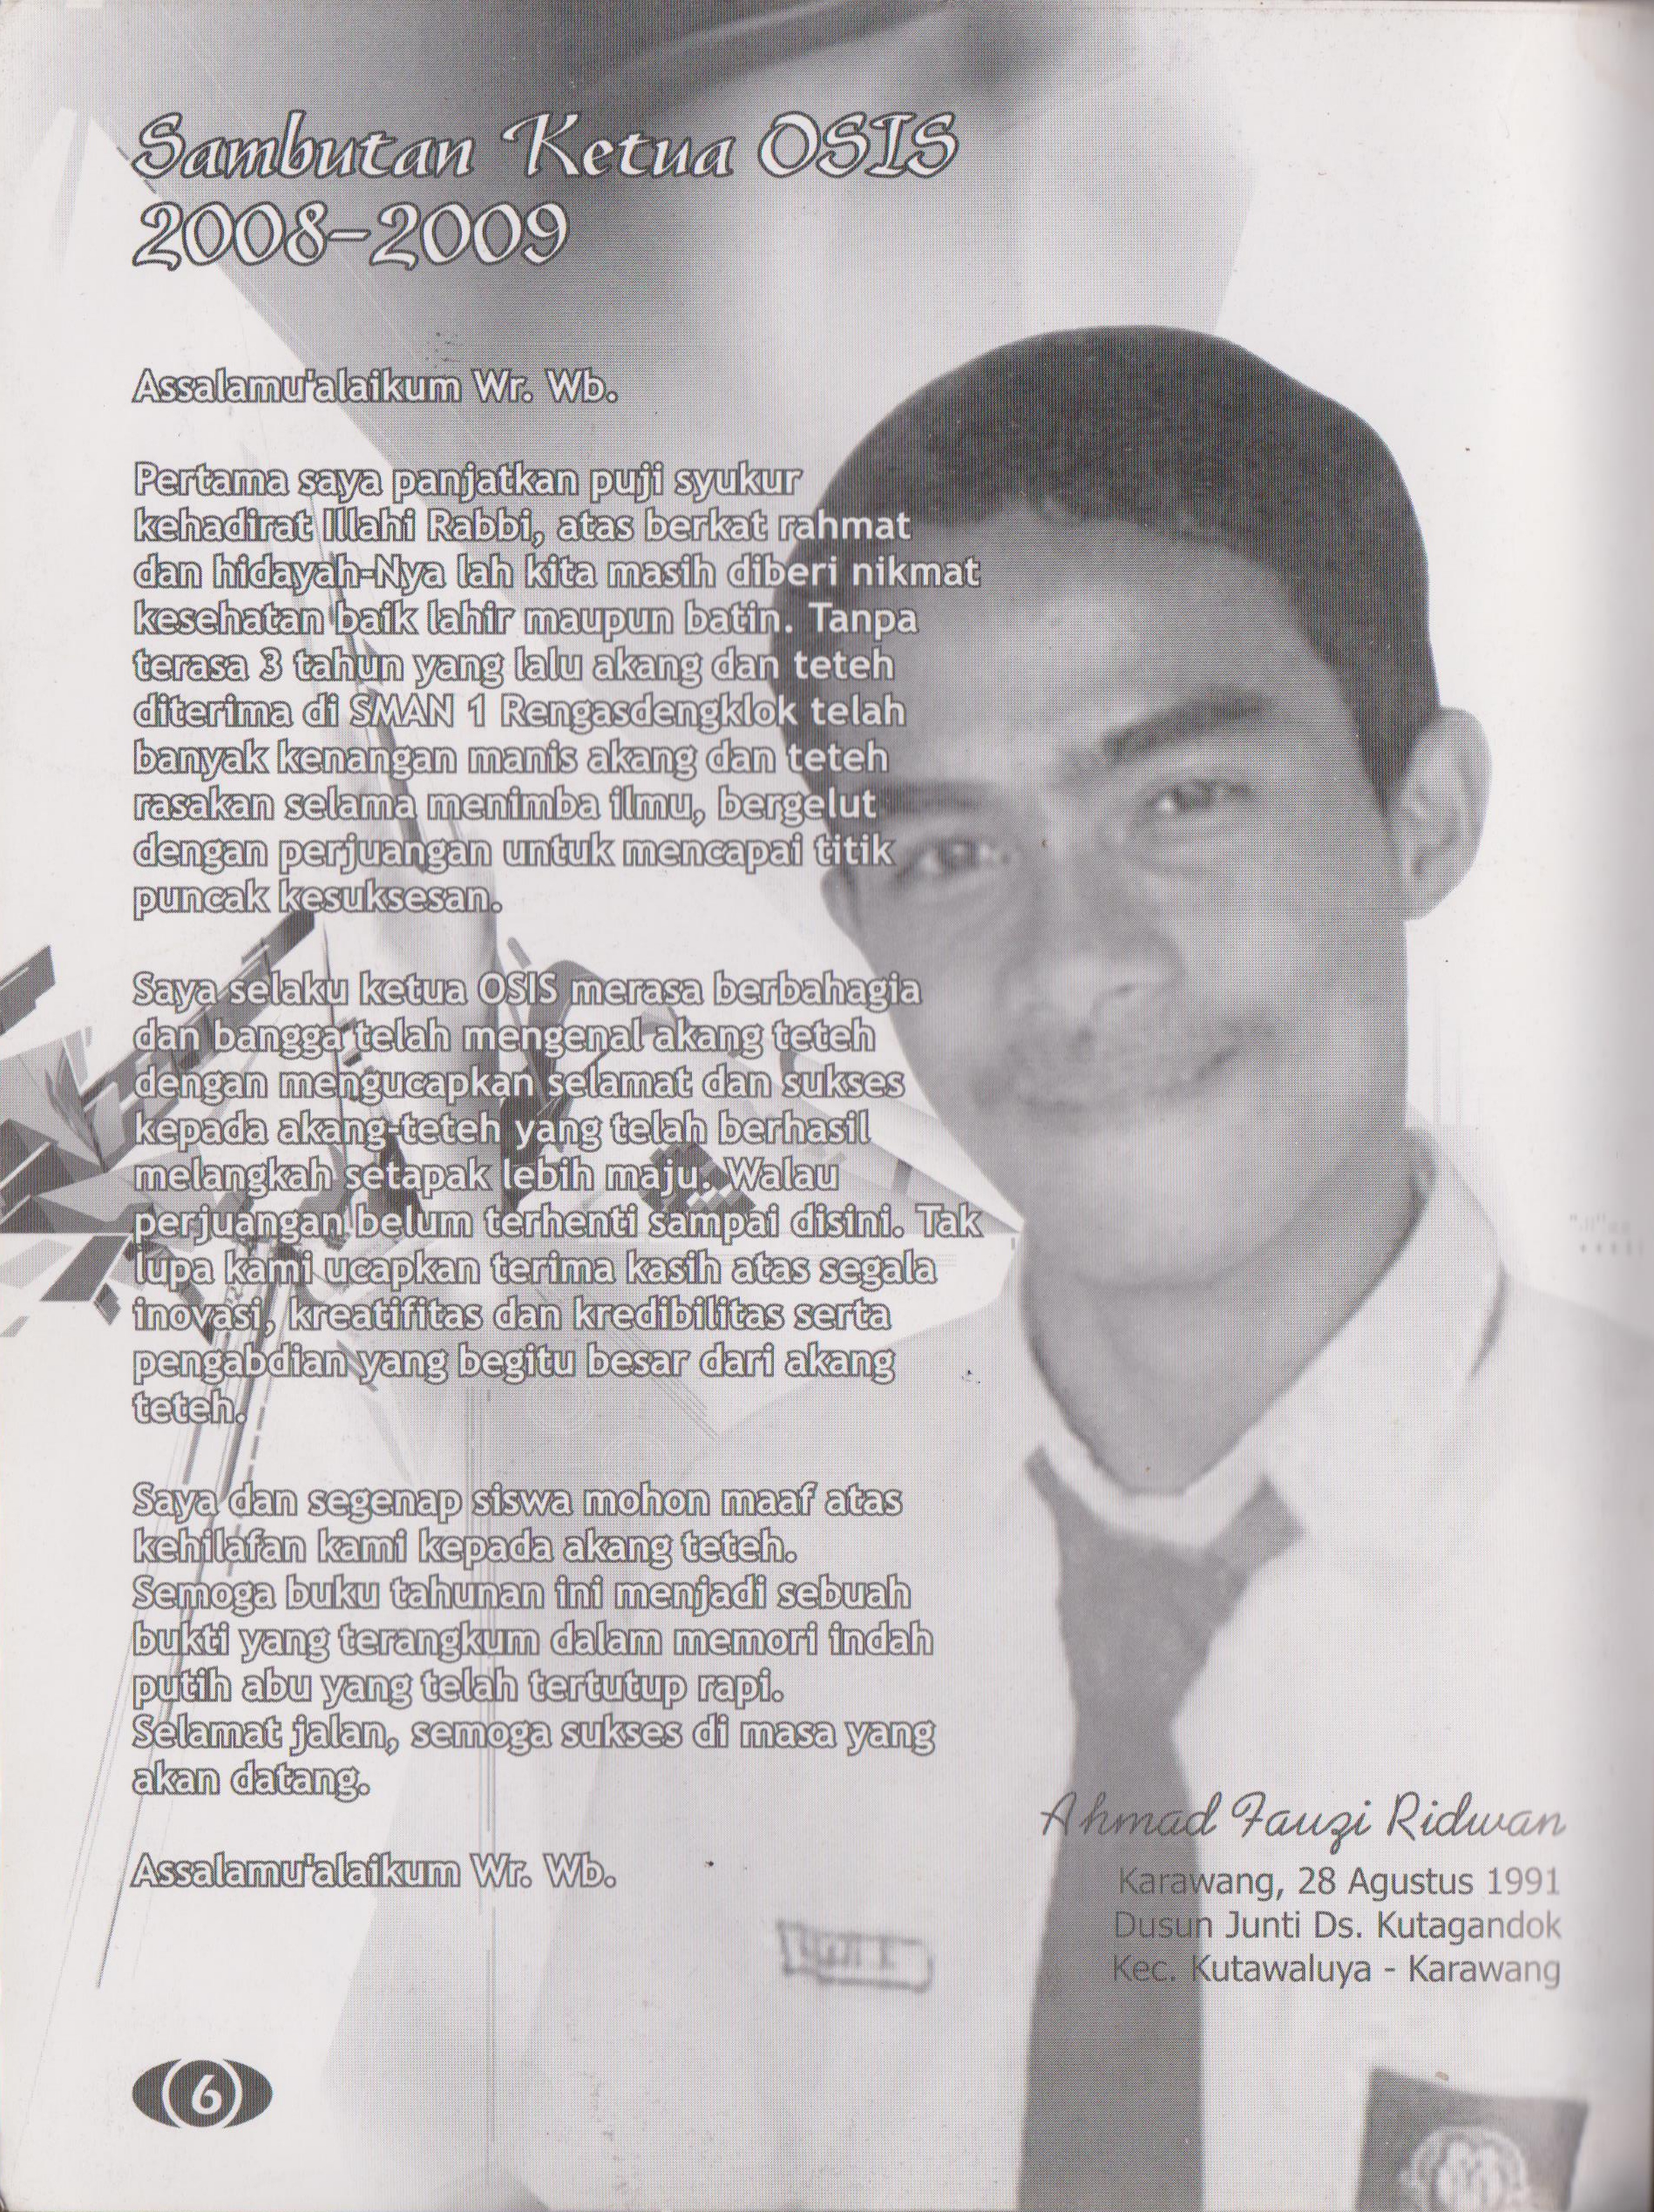 Sambutan Ketua OSIS
2008-2009
Assalamu'alaikum Wr. Wb.
Pertama saya panjatkan puji syukur
kehadirat Illahi Rabbi, atas berkat rahmat
dan hidayah-Nya lah kita masih diberi nikmat
kesehatan baik lahir maupun batin. Tanpa
terasa 3 tahun yang lalu akang dan teteh
diterima di SMAN 1 Rengasdengklok telah
banyak kenangan manis akang dan teteh
rasakan selama menimba ilmu, bergelut
dengan perjuangan untuk mencapai titik
puncak kesuksesan.
Saya selaku ketua OSIS merasa berbahagia
dan bangga telah mengenal akang teteh
dengan mengucapkan selamat dan sukses
kepada akang-teteh yang telah berhasil
melangkah setapak lebih maju. Walau
perjuangan belum terhenti sampai disini. Tak
lupa kami ucapkan terima kasih atas segala
inovasi, kreatifitas dan kredibilitas serta
pengabdian yang begitu besar dari akang
teteh.
Saya dan segenap siswa mohon maaf atas
kehilafan kami kepada akang teteh.
Semoga buku tahunan ini menjadi sebuah
bukti yang terangkum dalam memori indah
putih abu yang telah tertutup rapi.
Selamat jalan, semoga sukses di masa yang
akan datang.
Assalamu'alaikum Wr. Wb.
Ahmad Fauzi Ridwan
Karawang, 28 Agustus 1991
Dusun Junti Ds. Kutagandok
Kec. Kutawaluya - Karawang
6